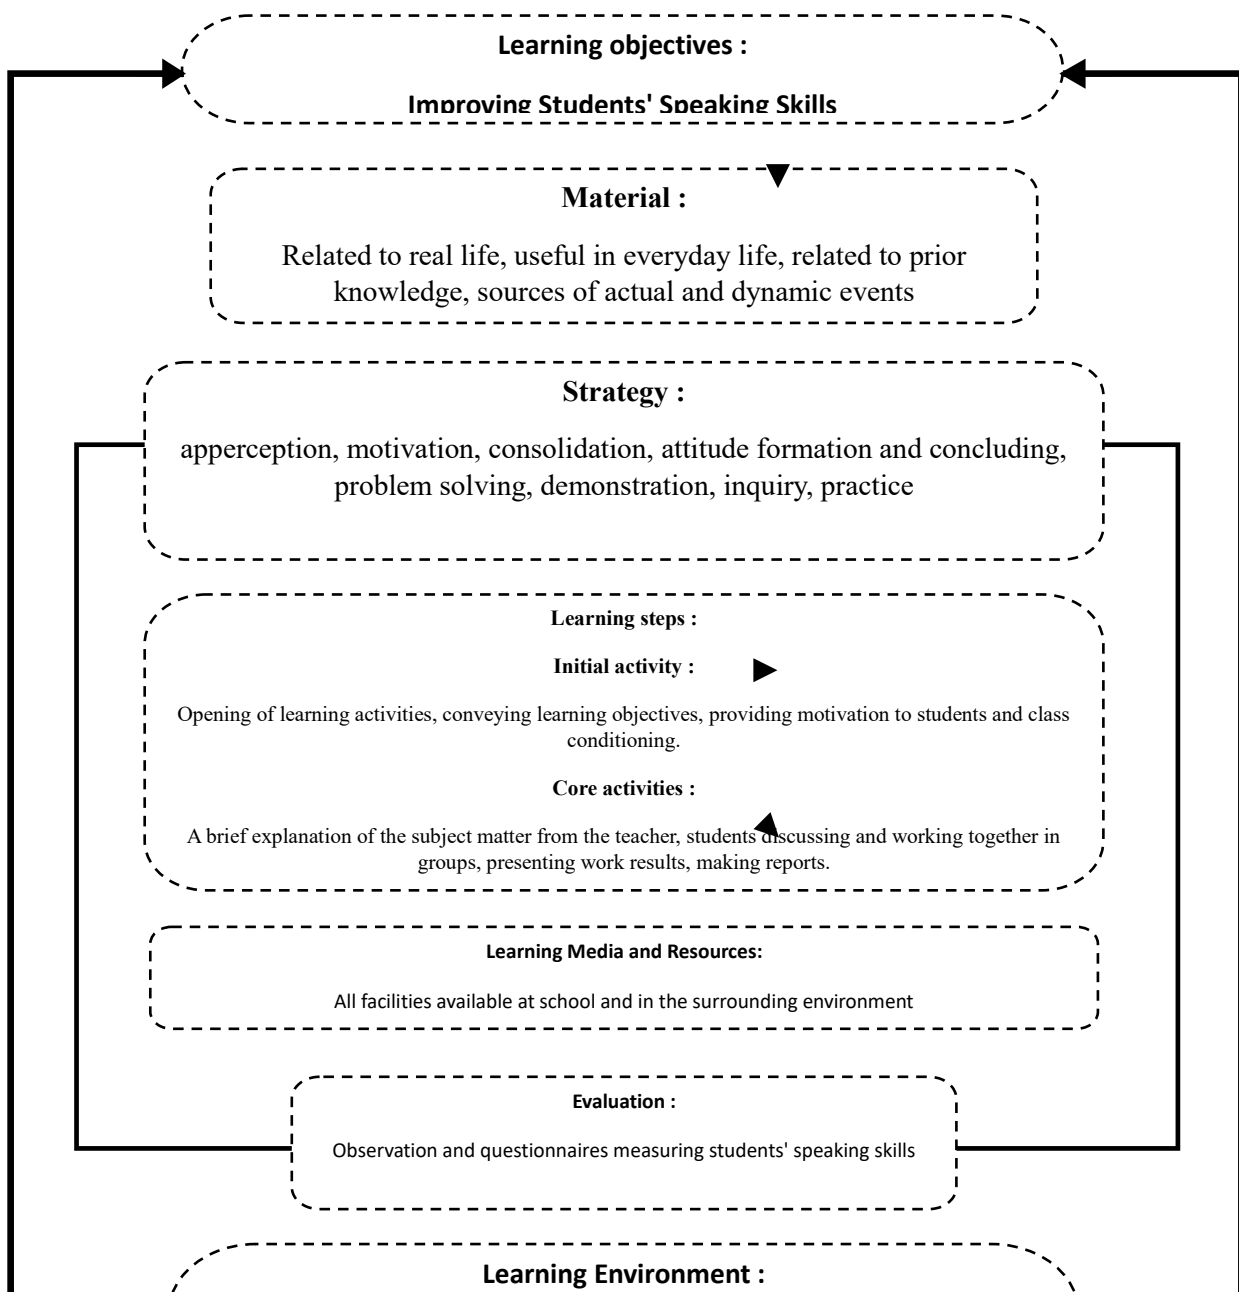 Learning objectives :
Improving Students' Speaking Skills
Material :
Related to real life, useful in everyday life, related to prior
knowledge, sources of actual and dynamic events
Strategy :
apperception, motivation, consolidation, attitude formation and concluding,
problem solving, demonstration, inquiry, practice
Learning steps :
Initial activity :
Opening of learning activities, conveying learning objectives, providing motivation to students and class
conditioning.
Core activities :
A brief explanation of the subject matter from the teacher, students discussing and working together in
groups, presenting work results, making reports.
Learning Media and Resources:
All facilities available at school and in the surrounding environment
Evaluation :
Observation and questionnaires measuring students' speaking skills
Learning Environment :